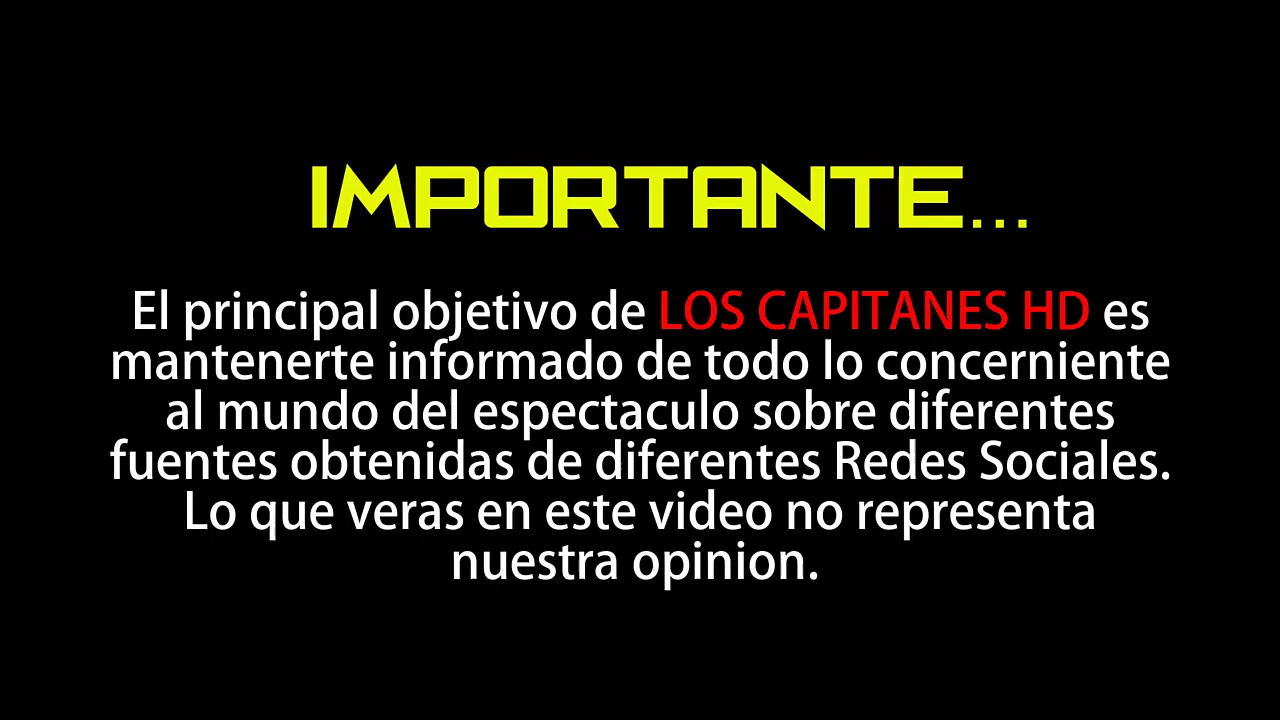 IMPORTANTE...
El principal objetivo de LOS CAPITANES HD es
mantenerte informado de todo lo concerniente
al mundo del espectaculo sobre diferentes
fuentes obtenidas de diferentes Redes Sociales.
Lo que veras en este video no representa
nuestra opinion.